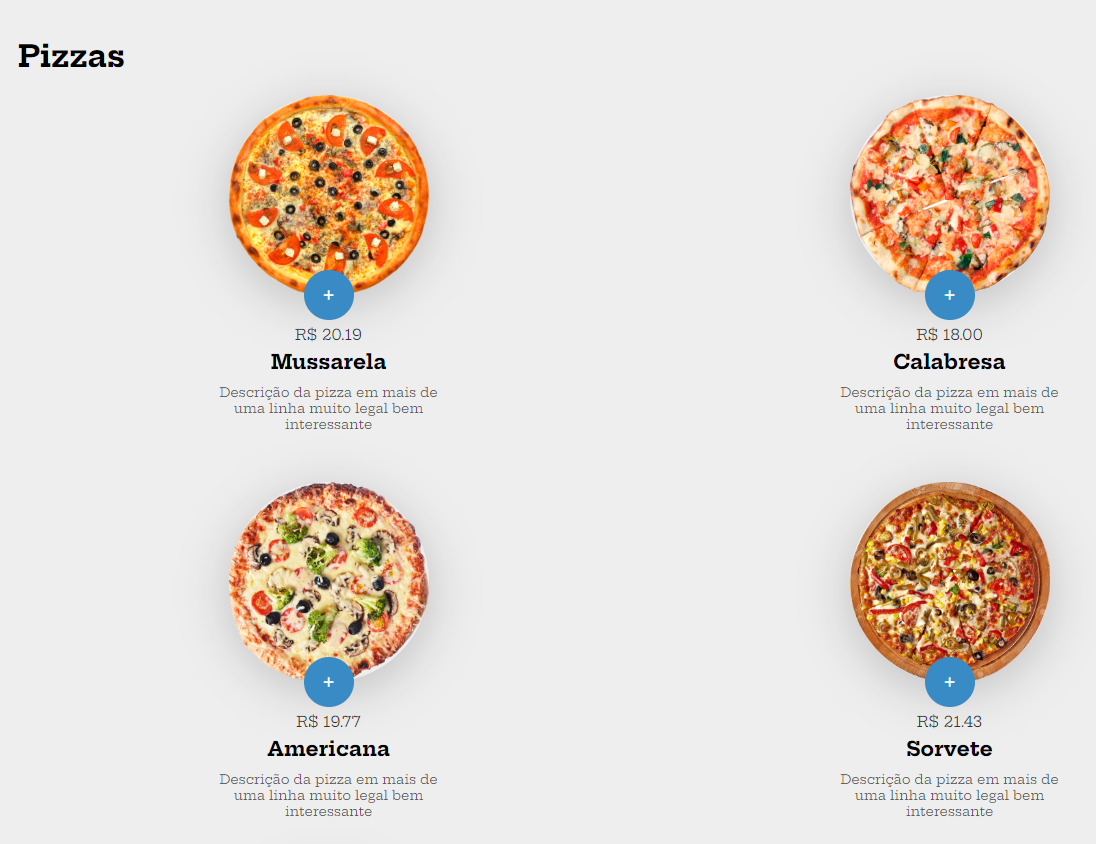 Pizzas
+
+
R$ 20.19
R$ 18.00
Mussarela
Calabresa
Descrição da pizza em mais de
uma linha muito legal bem
interessante
Descrição da pizza em mais de
uma linha muito legal bem
interessante
+
+
R$ 19.77
R$ 21.43
Americana
Sorvete
Descrição da pizza em mais de
uma linha muito legal bem
interessante
Descrição da pizza em mais de
uma linha muito legal bem
interessante